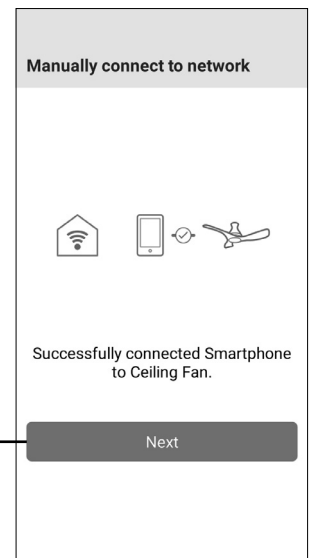 Manually connect to network
Successfully connected Smartphone
to Ceiling Fan.
Next